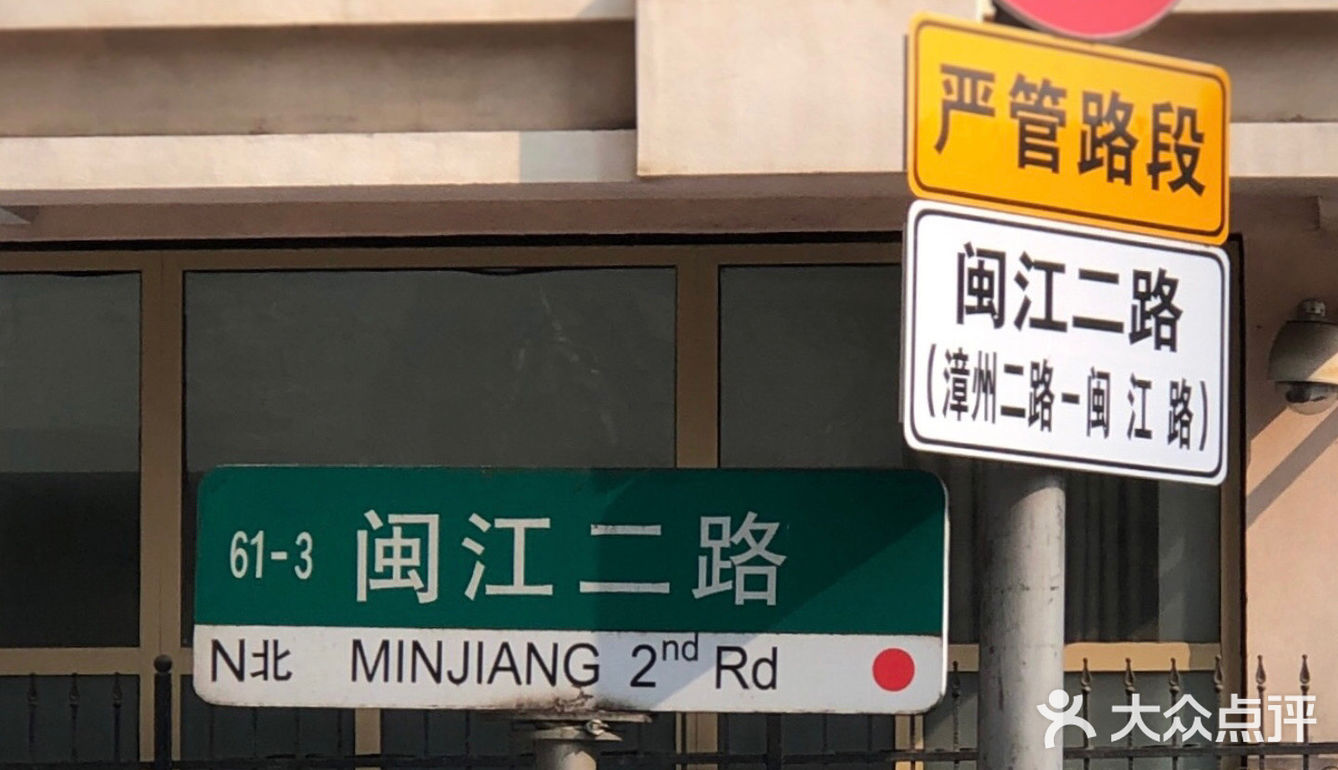 严管路段
闽江二路
(漳州二路-闽江路)
61-3 闽江二路
N北 MINJIANG 2nd Rd
大众点评